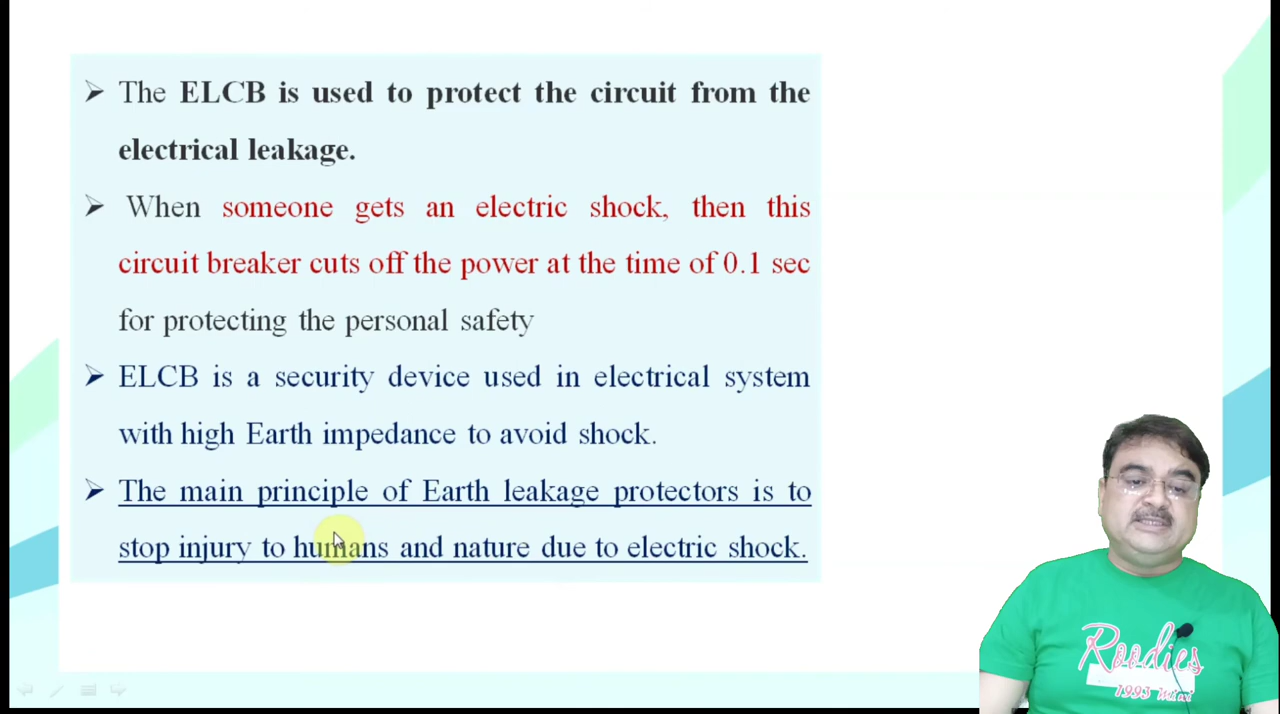 ➢ The ELCB is used to protect the circuit from the
electrical leakage.
➢ When someone gets an electric shock, then this
circuit breaker cuts off the power at the time of 0.1 sec
for protecting the personal safety
➢ ELCB is a security device used in electrical system
with high Earth impedance to avoid shock.
➢ The main principle of Earth leakage protectors is to
stop injury to humans and nature due to electric shock.
Roodies
1993